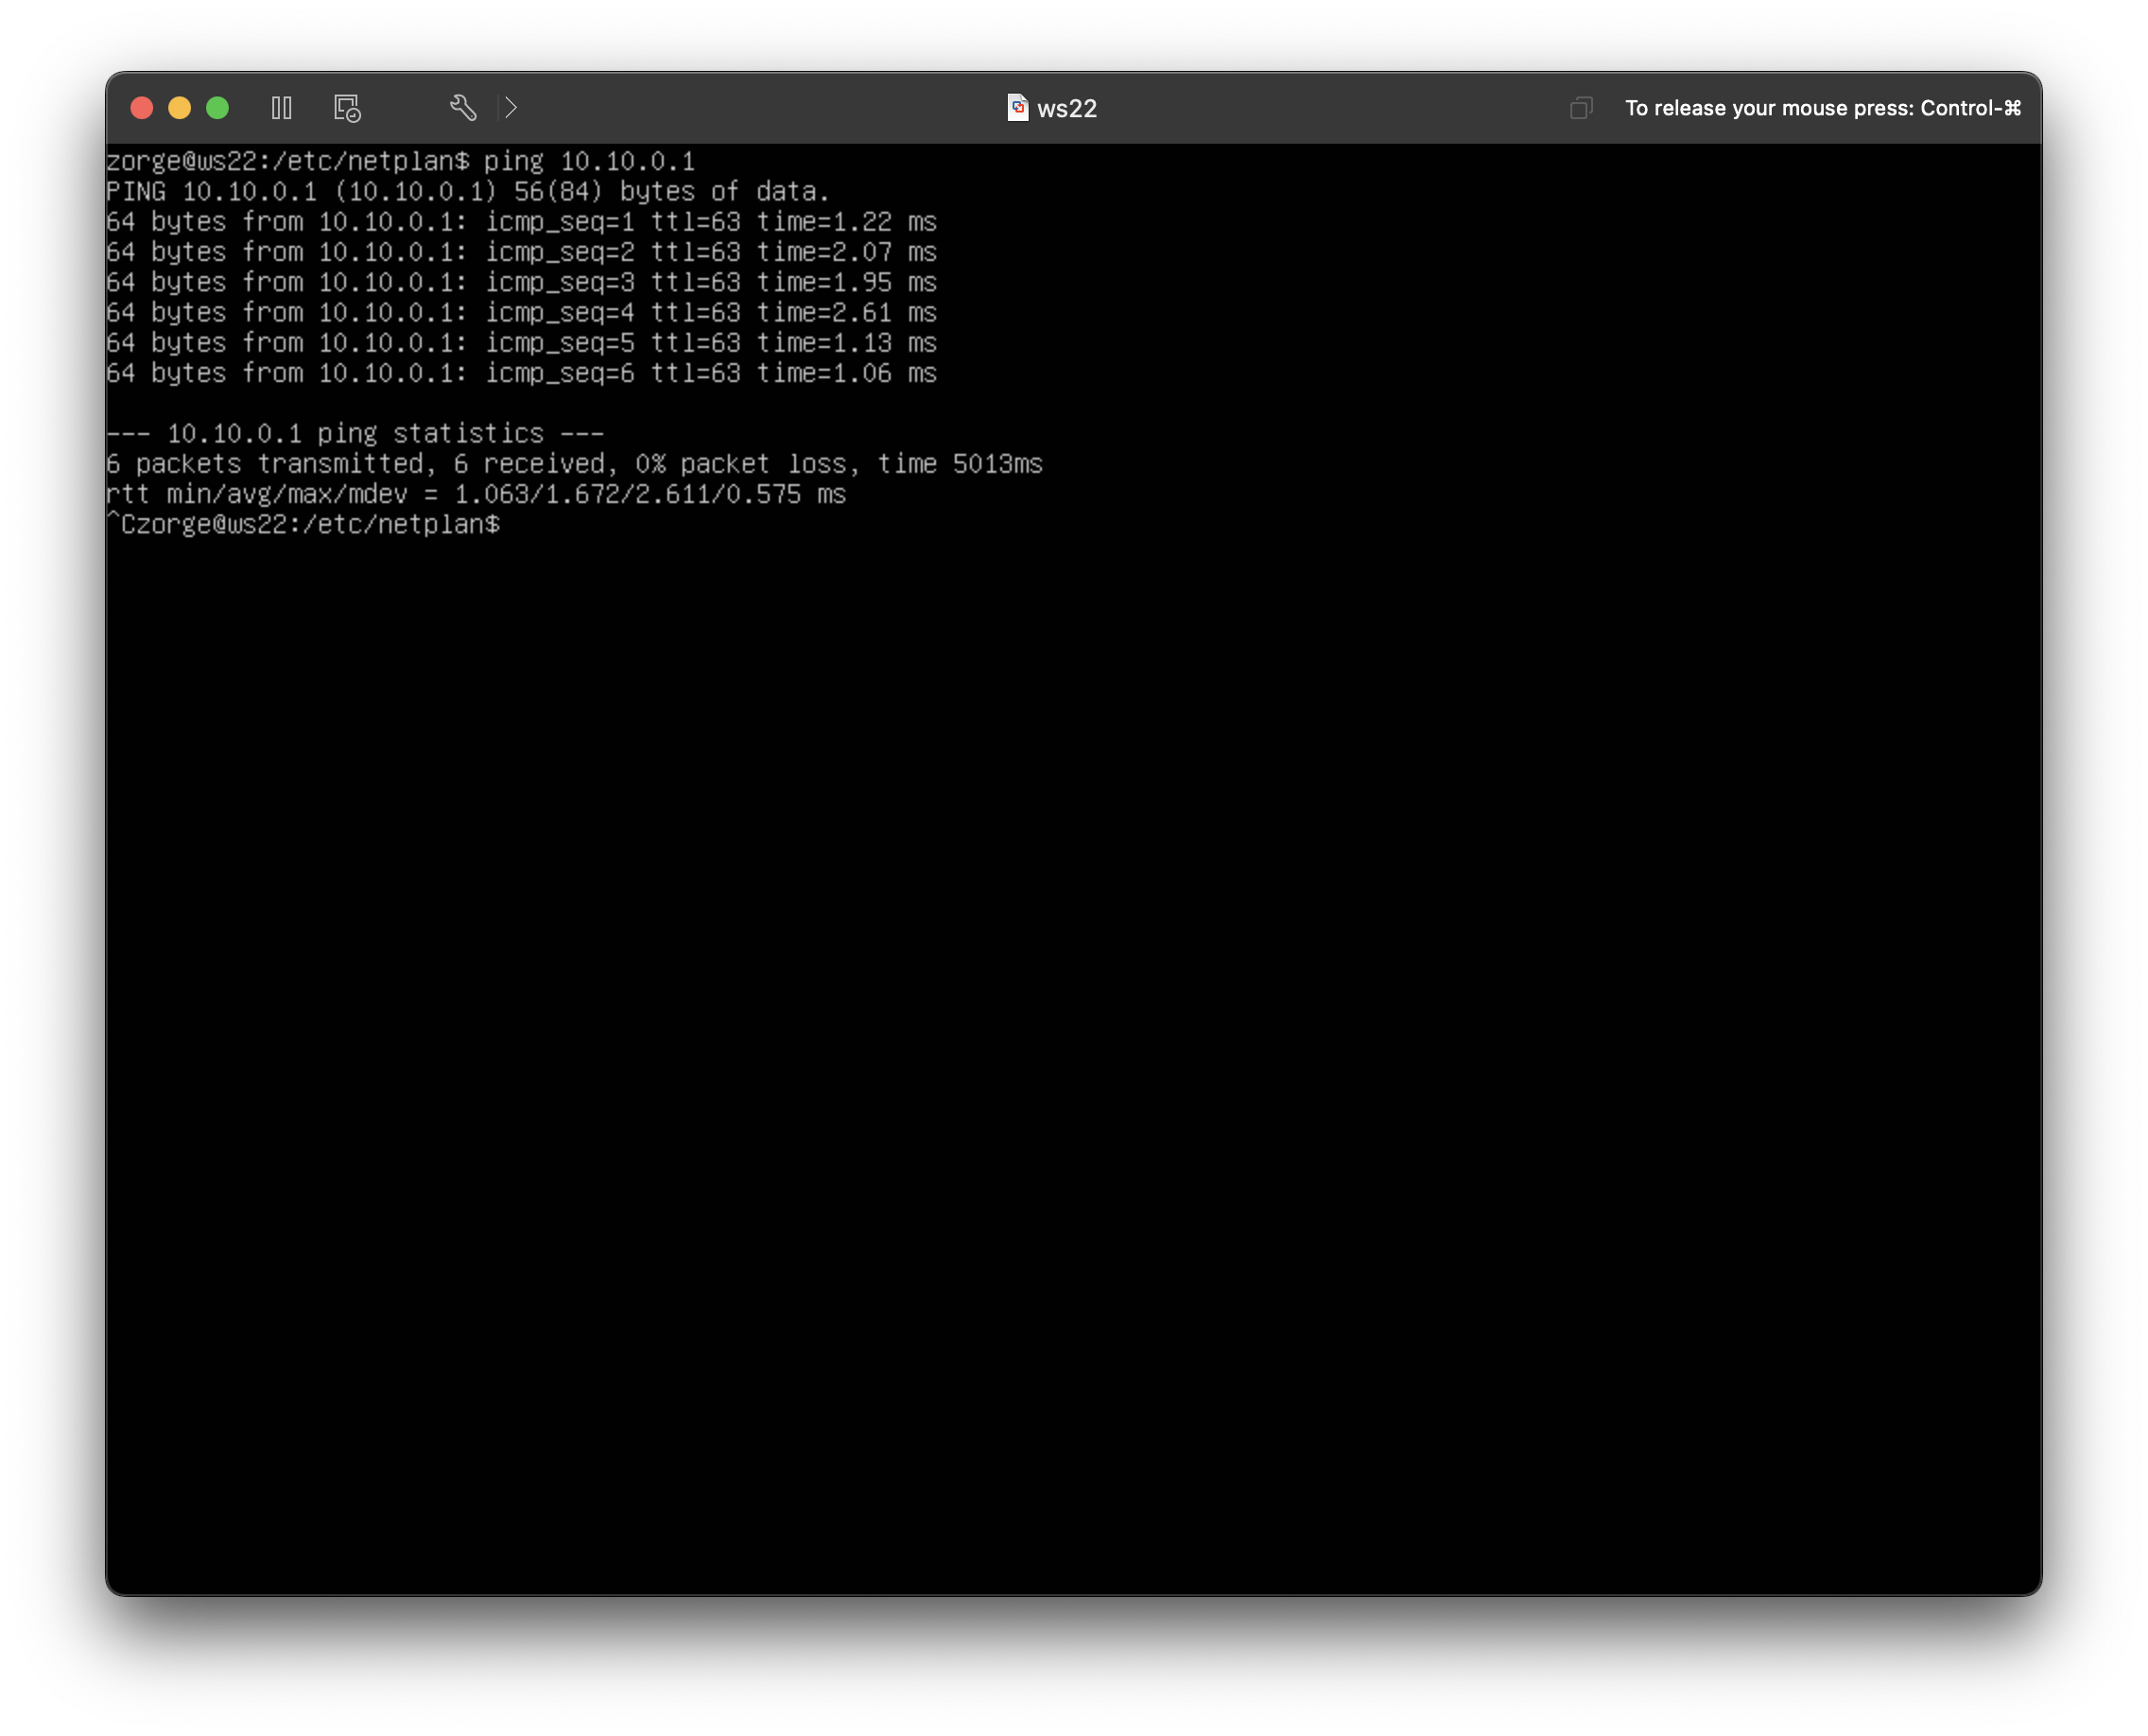 ws22
To release your mouse press: Control-⌘
zorge@ws22:/etc/netplan$ ping 10.10.0.1
PING 10.10.0.1 (10.10.0.1) 56(84) bytes of data.
64 bytes from 10.10.0.1: icmp_seq=1 ttl=63 time=1.22 ms
64 bytes from 10.10.0.1: icmp_seq=2 ttl=63 time=2.07 ms
64 bytes from 10.10.0.1: icmp_seq=3 ttl=63 time=1.95 ms
64 bytes from 10.10.0.1: icmp_seq=4 ttl=63 time=2.61 ms
64 bytes from 10.10.0.1: icmp_seq=5 ttl=63 time=1.13 ms
64 bytes from 10.10.0.1: icmp_seq=6 ttl=63 time=1.06 ms
--- 10.10.0.1 ping statistics ---
6 packets transmitted, 6 received, 0% packet loss, time 5013ms
rtt min/avg/max/mdev = 1.063/1.672/2.611/0.575 ms
^Czorge@ws22:/etc/netplan$